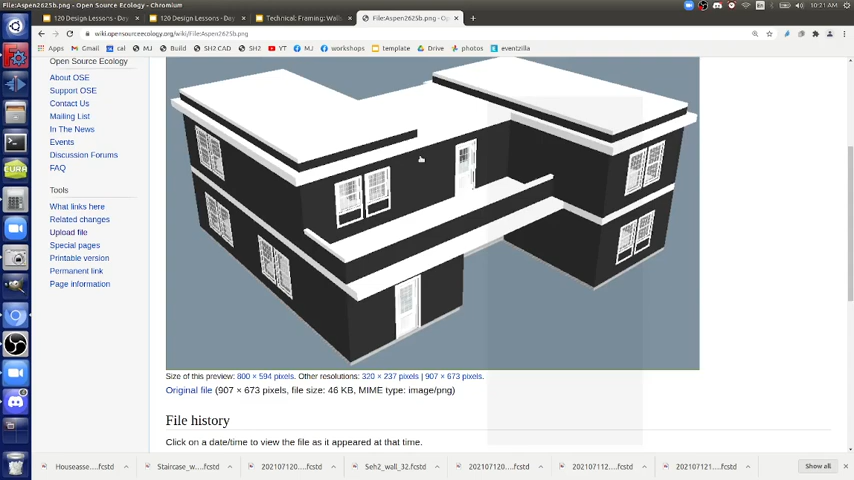 File:Aspen2625b.png - Open Source Ecology - Chromium
10:21 AM
120 Design Lessons - Day
120 Design Lessons - Day
Technical: Framing; Walls
File:Aspen2625b.png - Op
wiki.opensourceecology.org/wiki/File:Aspen2625b.png
Apps
Gmail
cal
MJ
Build
SH2 CAD
YT
MJ
workshops
template
Drive
photos
eventzilla
Open Source Ecology
About OSE
Support OSE
Contact Us
Mailing List
In The News
Events
Discussion Forums
FAQ
Tools
What links here
Related changes
Upload file
Special pages
Printable version
Permanent link
Page information
Size of this preview: 800 × 594 pixels. Other resolutions: 320 × 237 pixels | 907 × 673 pixels.
Original file (907 × 673 pixels, file size: 46 KB, MIME type: image/png)
File history
Click on a date/time to view the file as it appeared at that time.
Houseasse....fcstd
Staircase_w....fcstd
202107120....fcstd
Seh2_wall_32.fcstd
202107120....fcstd
202107112....fcstd
202107121....fcstd
Show all
CURA